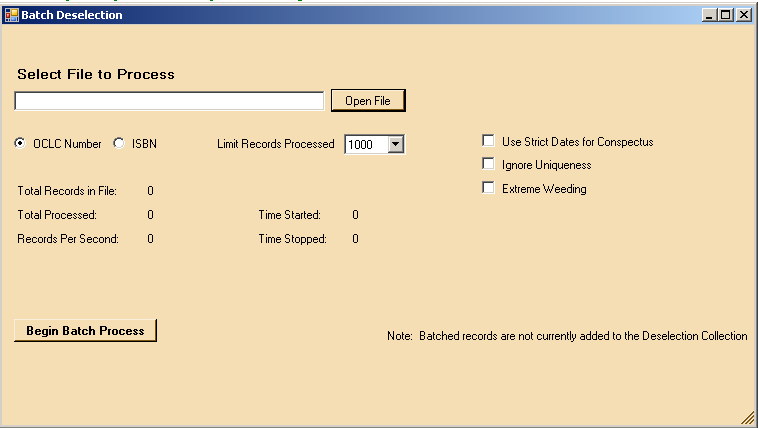 Batch Deselection
Select File to Process
Open File
OCLC Number ISBN Limit Records Processed 1000 Use Strict Dates for Conspectus
Ignore Uniqueness
Extreme Weeding
Total Records in File: 0
Total Processed: 0 Time Started: 0
Records Per Second: 0 Time Stopped: 0
Begin Batch Process
Note: Batched records are not currently added to the Deselection Collection